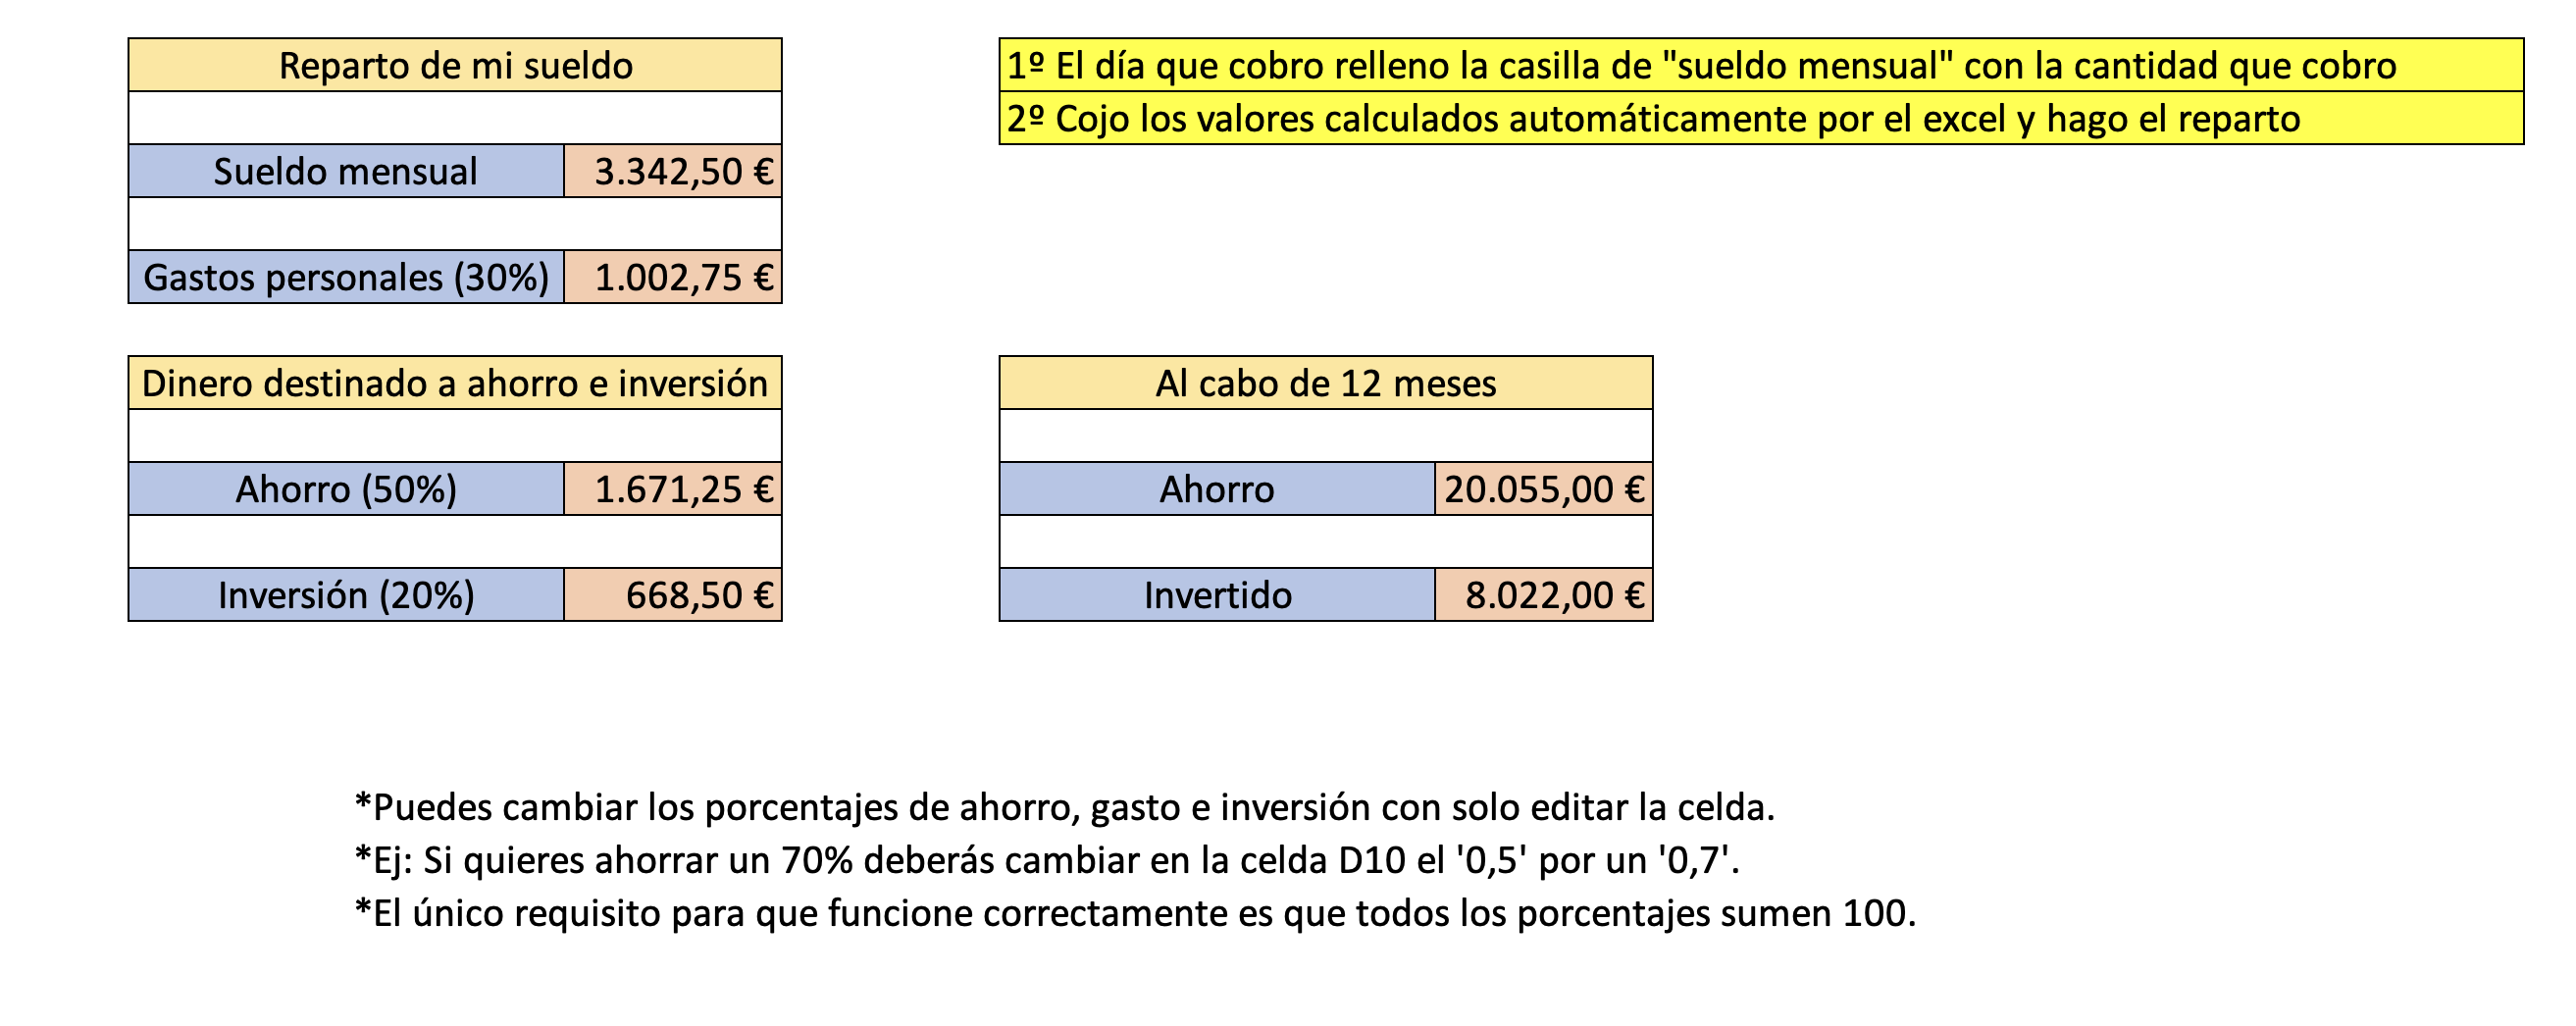 Reparto de mi sueldo
1º El día que cobro relleno la casilla de "sueldo mensual" con la cantidad que cobro
2º Cojo los valores calculados automáticamente por el excel y hago el reparto
Sueldo mensual 3.342,50 €
Gastos personales (30%) 1.002,75 €
Dinero destinado a ahorro e inversión
Ahorro (50%) 1.671,25 €
Inversión (20%) 668,50 €
Al cabo de 12 meses
Ahorro 20.055,00 €
Invertido 8.022,00 €
*Puedes cambiar los porcentajes de ahorro, gasto e inversión con solo editar la celda.
*Ej: Si quieres ahorrar un 70% deberás cambiar en la celda D10 el '0,5' por un '0,7'.
*El único requisito para que funcione correctamente es que todos los porcentajes sumen 100.